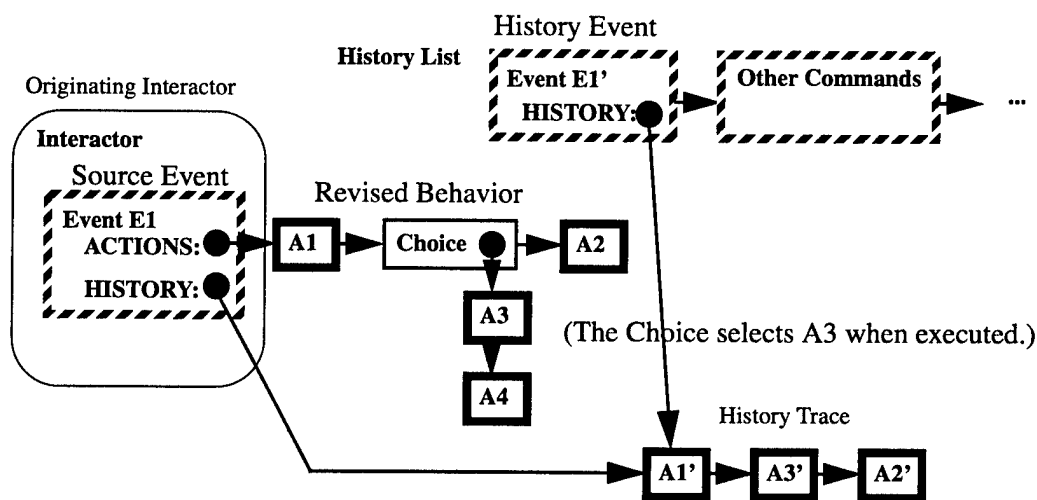 History Event
History List
Event E1'
HISTORY:
Other Commands
...
Originating Interactor
Interactor
Source Event
Event E1
ACTIONS:
HISTORY:
Revised Behavior
A1
Choice
A2
A3
(The Choice selects A3 when executed.)
A4
History Trace
A1'
A3'
A2'